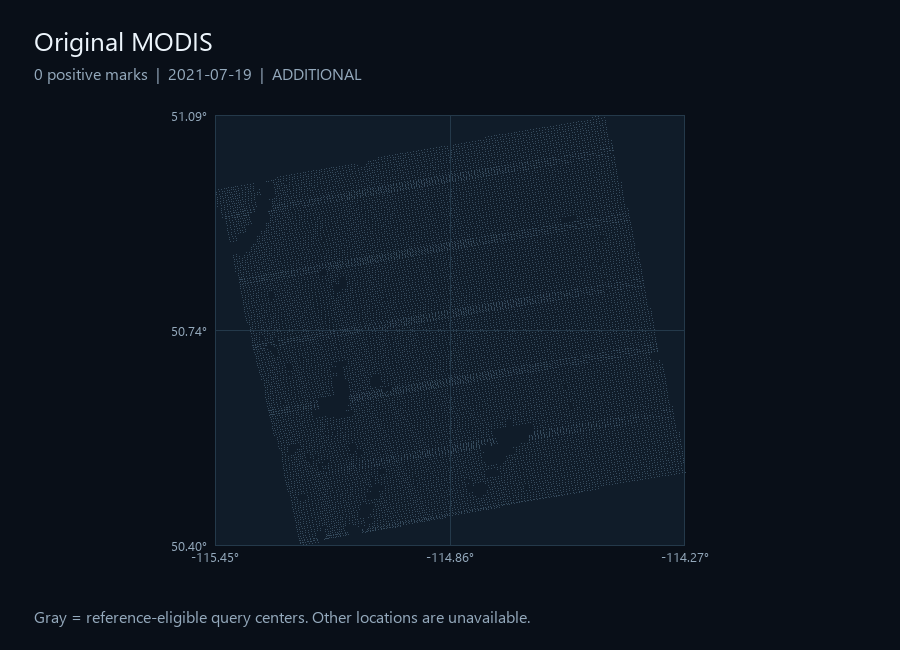 Original MODIS
0 positive marks | 2021-07-19 | ADDITIONAL
51.09°
50.74°
50.40°
-115.45°
-114.86°
-114.27°
Gray = reference-eligible query centers. Other locations are unavailable.